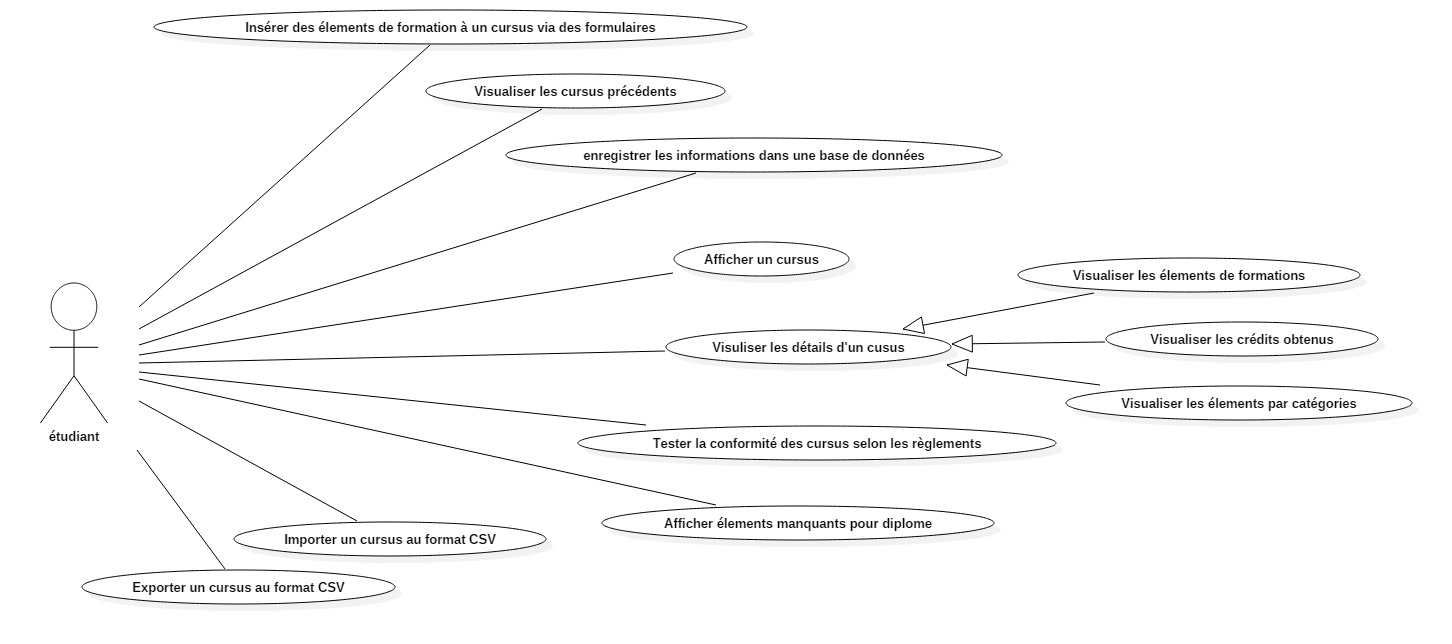 Insérer des élements de formation à un cursus via des formulaires
Visualiser les cursus précédents
enregistrer les informations dans une base de données
Afficher un cursus
Visualiser les élements de formations
Visualiser les crédits obtenus
Visuliser les détails d'un cusus
Visualiser les élements par catégories
étudiant
Tester la conformité des cursus selon les règlements
Afficher élements manquants pour diplome
Importer un cursus au format CSV
Exporter un cursus au format CSV